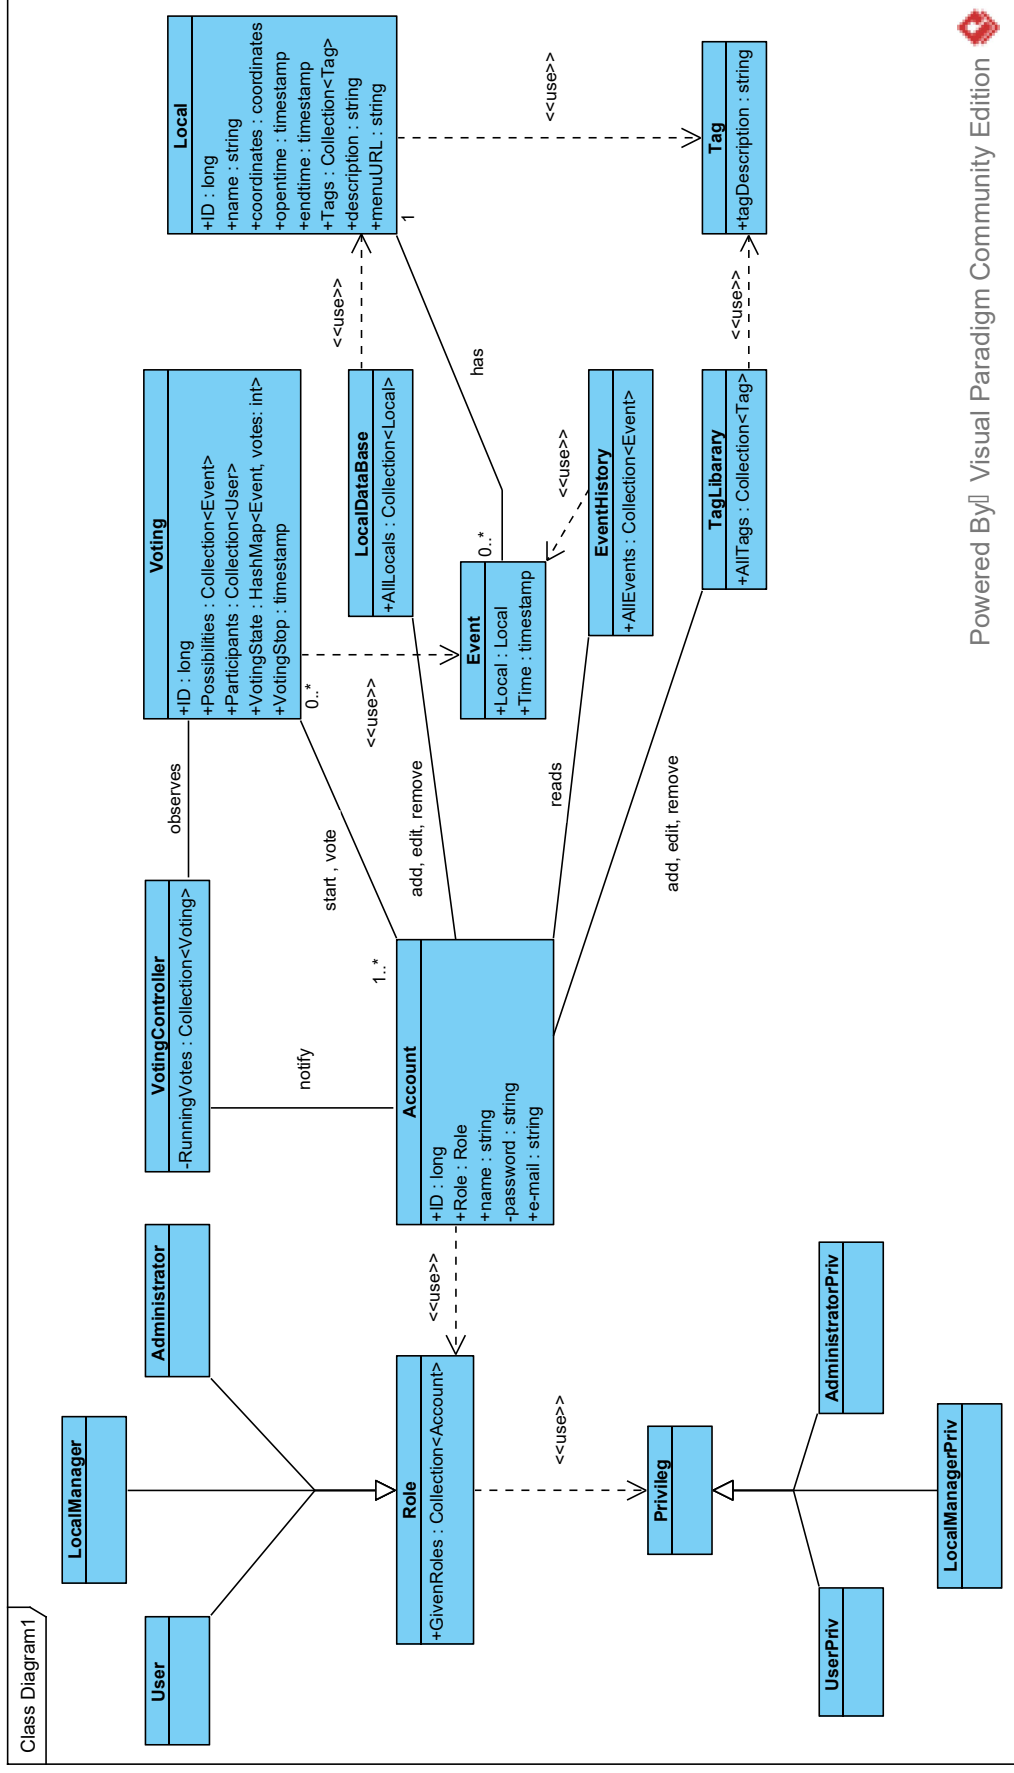 Class Diagram1
User
LocalManager
Administrator
VotingController
-RunningVotes : Collection<Voting>
observes
Voting
+ID : long
+Possibilities : Collection<Event>
+Participants : Collection<User>
+VotingState : HashMap<Event, votes: int>
+VotingStop : timestamp
0..*
Local
+ID : long
+name : string
+coordinates : coordinates
+opentime : timestamp
+endtime : timestamp
+Tags : Collection<Tag>
+description : string
+menuURL : string
1
notify
start , vote
<<use>>
<<use>>
LocalDataBase
+AllLocals : Collection<Local>
add, edit, remove
has
<<use>>
Role
+GivenRoles : Collection<Account>
<<use>>
Account
+ID : long
+Role : Role
+name : string
-password : string
+e-mail : string
1..*
Event
+Local : Local
+Time : timestamp
0..*
<<use>>
reads
EventHistory
+AllEvents : Collection<Event>
<<use>>
Privileg
add, edit, remove
TagLibarary
+AllTags : Collection<Tag>
<<use>>
Tag
+tagDescription : string
UserPriv
LocalManagerPriv
AdministratorPriv
Powered By Visual Paradigm Community Edition